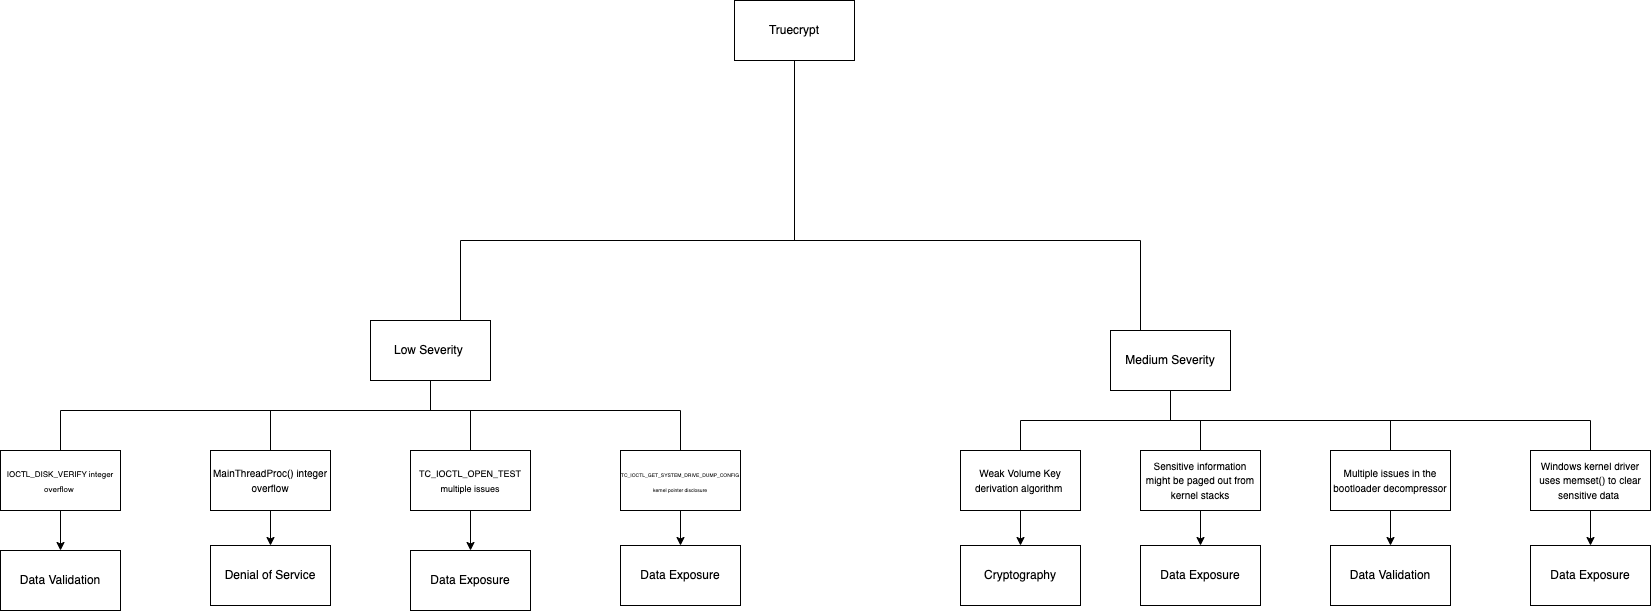 Truecrypt
Low Severity
Medium Severity
IOCTL_DISK_VERIFY integer
overflow
MainThreadProc() integer
overflow
TC_IOCTL_OPEN_TEST
multiple issues
TC_IOCTL_GET_SYSTEM_DRIVE_DUMP_CONFIG
kernel pointer disclosure
Weak Volume Key
derivation algorithm
Sensitive information
might be paged out from
kernel stacks
Multiple issues in the
bootloader decompressor
Windows kernel driver
uses memset() to clear
sensitive data
Data Validation
Denial of Service
Data Exposure
Data Exposure
Cryptography
Data Exposure
Data Validation
Data Exposure